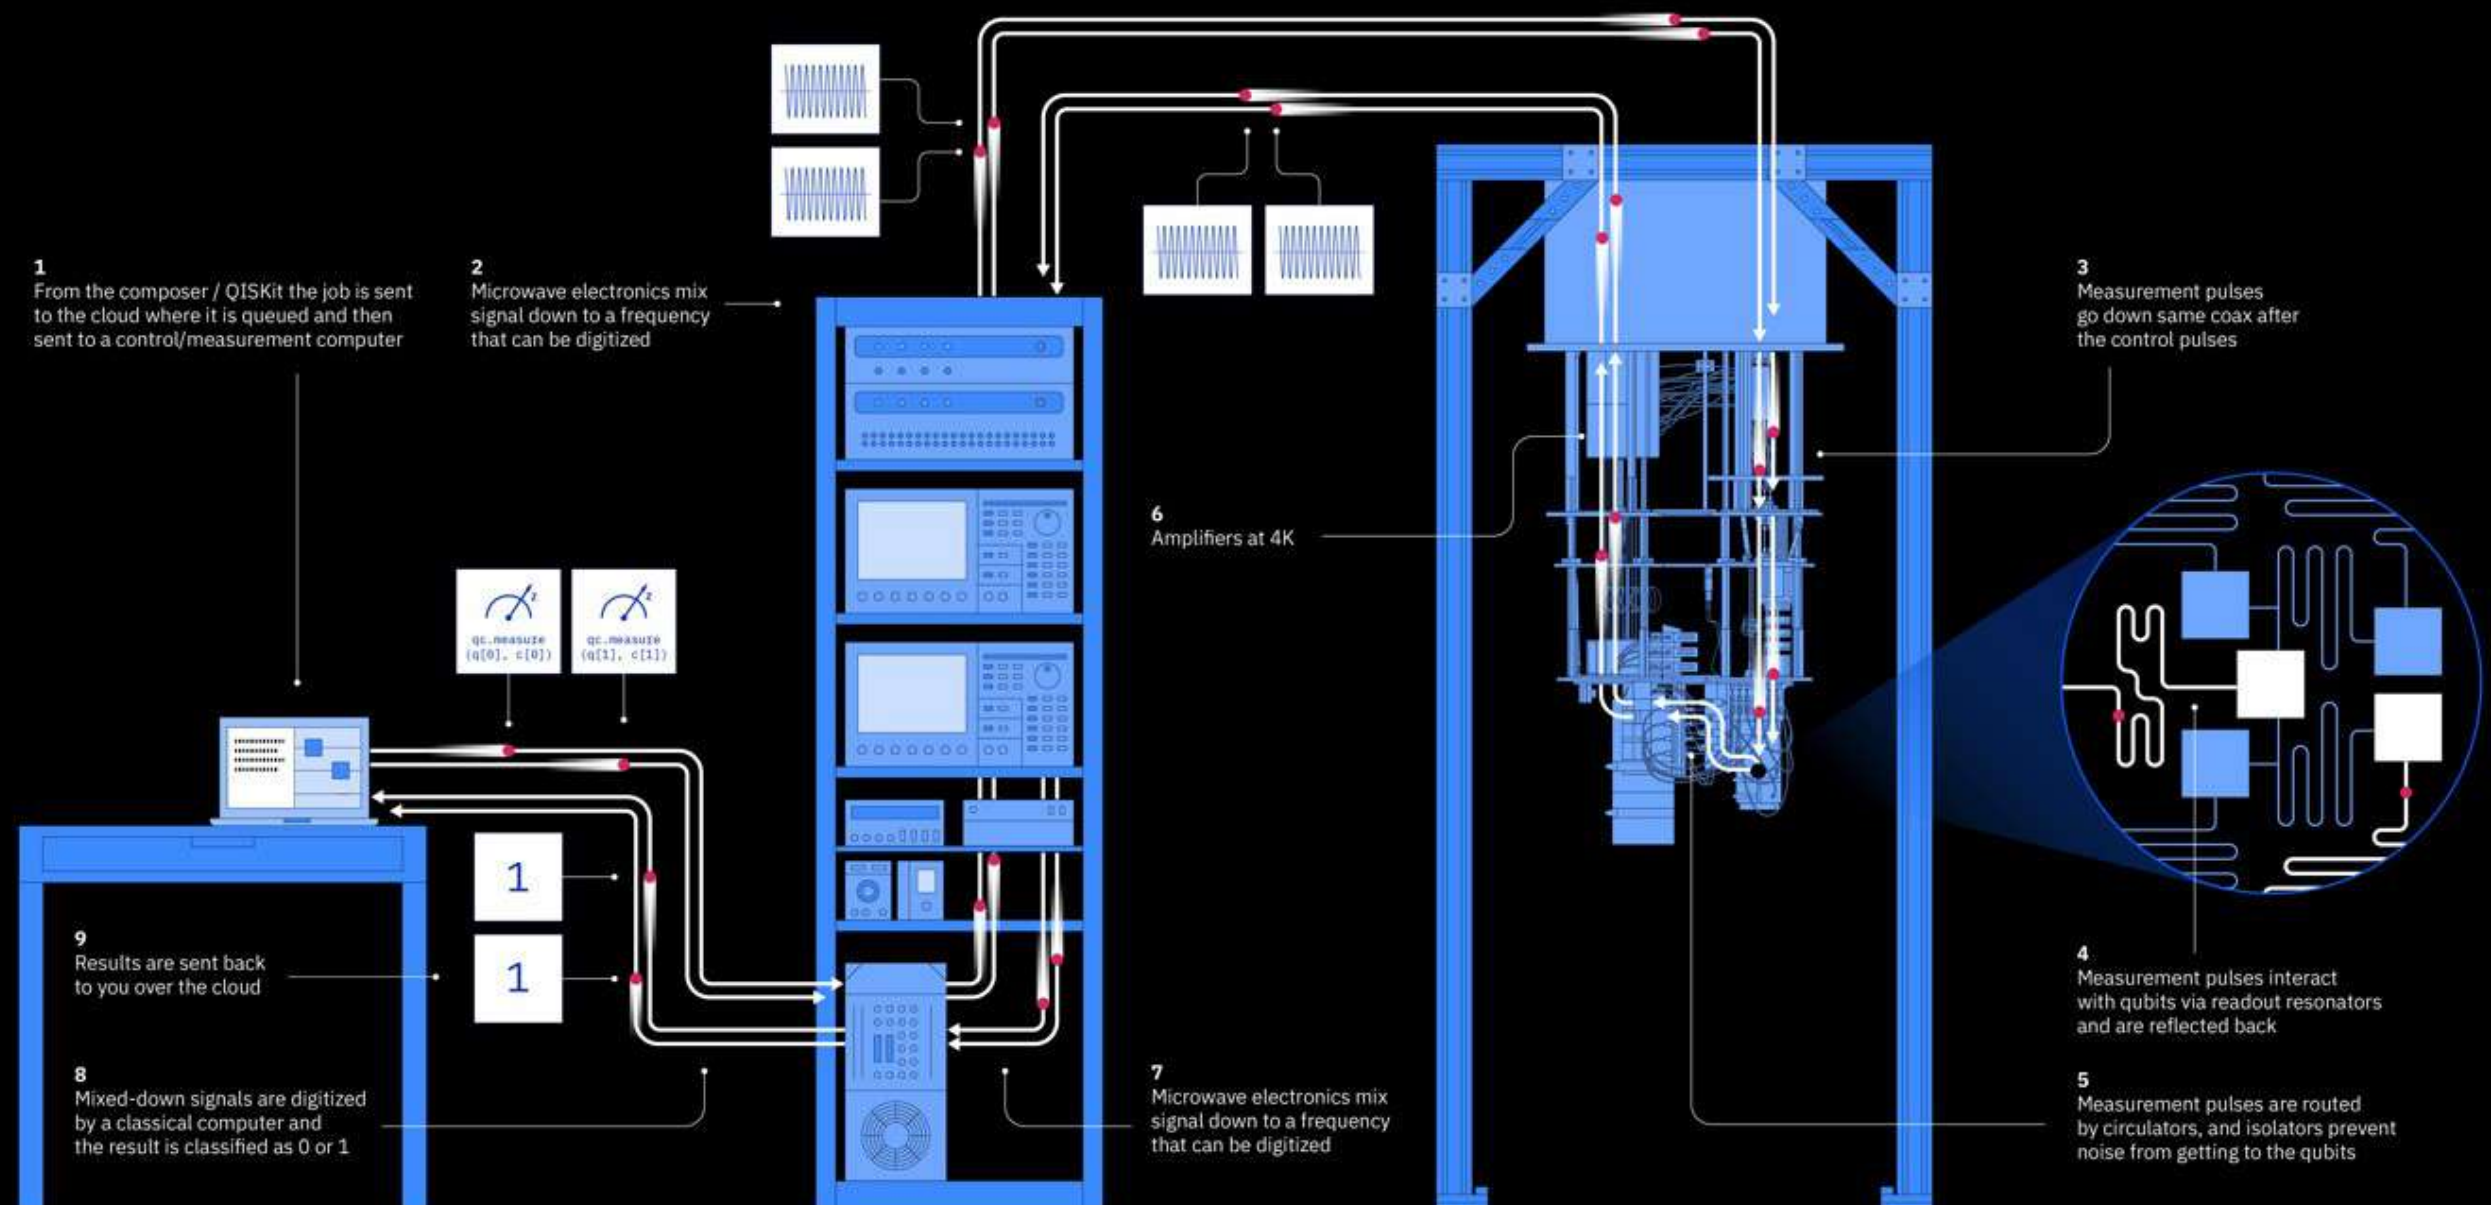 1
From the composer / QISKit the job is sent
to the cloud where it is queued and then
sent to a control/measurement computer
2
Microwave electronics mix
signal down to a frequency
that can be digitized
3
Measurement pulses
go down same coax after
the control pulses
6
Amplifiers at 4K
z
qc.measure
(q[0], c[0])
z
qc.measure
(q[1], c[1])
1
1
9
Results are sent back
to you over the cloud
8
Mixed-down signals are digitized
by a classical computer and
the result is classified as 0 or 1
7
Microwave electronics mix
signal down to a frequency
that can be digitized
4
Measurement pulses interact
with qubits via readout resonators
and are reflected back
5
Measurement pulses are routed
by circulators, and isolators prevent
noise from getting to the qubits